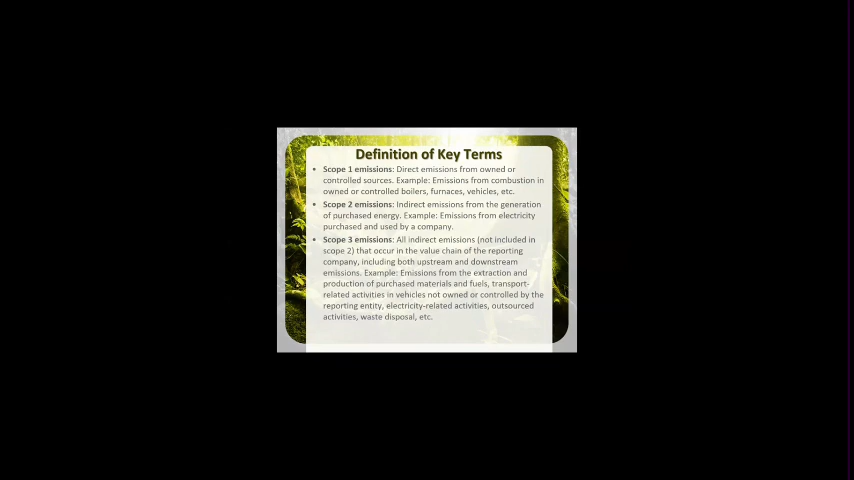 Definition of Key Terms
• Scope 1 emissions: Direct emissions from owned or
controlled sources. Example: Emissions from combustion in
owned or controlled boilers, furnaces, vehicles, etc.
• Scope 2 emissions: Indirect emissions from the generation
of purchased energy. Example: Emissions from electricity
purchased and used by a company.
• Scope 3 emissions: All indirect emissions (not included in
scope 2) that occur in the value chain of the reporting
company, including both upstream and downstream
emissions. Example: Emissions from the extraction and
production of purchased materials and fuels, transport-
related activities in vehicles not owned or controlled by the
reporting entity, electricity-related activities, outsourced
activities, waste disposal, etc.